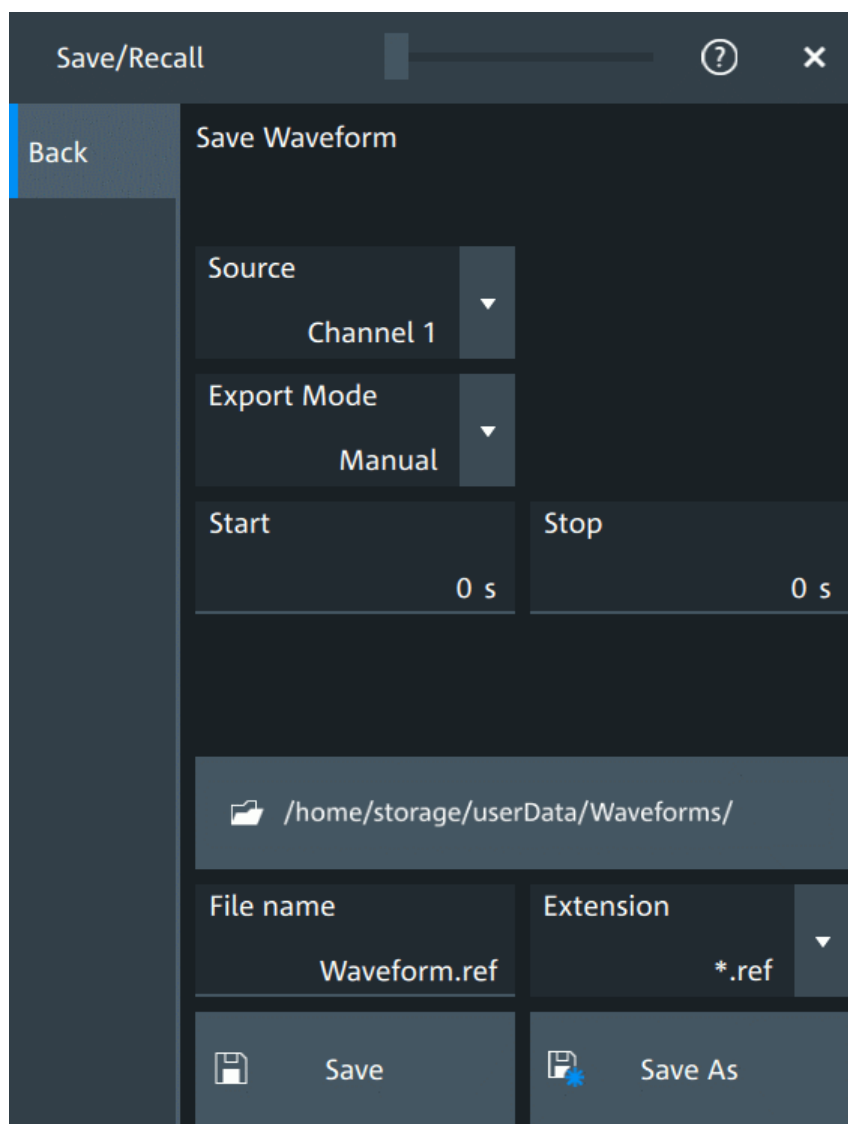 Save/Recall
Back
Save Waveform
Source
Channel 1
Export Mode
Manual
Start
Stop
0 s
0 s
/home/storage/userData/Waveforms/
File name
Extension
Waveform.ref
*.ref
Save
Save As